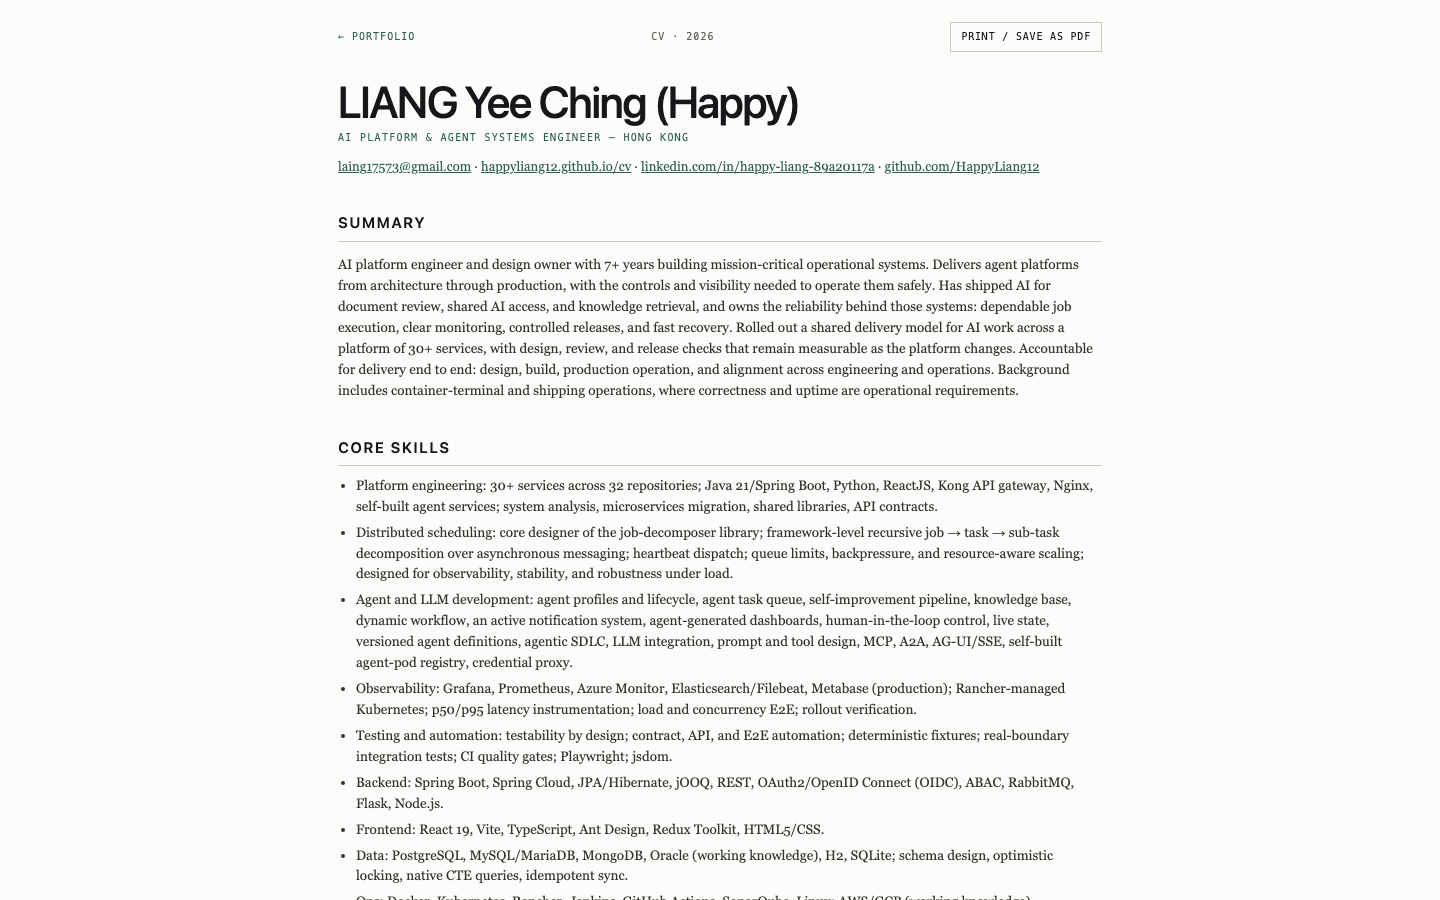 ← PORTFOLIO
CV · 2026
PRINT / SAVE AS PDF
LIANG Yee Ching (Happy)
AI PLATFORM & AGENT SYSTEMS ENGINEER — HONG KONG
laing17573@gmail.com · happyliang12.github.io/cv · linkedin.com/in/happy-liang-89a20117a · github.com/HappyLiang12
SUMMARY
AI platform engineer and design owner with 7+ years building mission-critical operational systems. Delivers agent platforms
from architecture through production, with the controls and visibility needed to operate them safely. Has shipped AI for
document review, shared AI access, and knowledge retrieval, and owns the reliability behind those systems: dependable job
execution, clear monitoring, controlled releases, and fast recovery. Rolled out a shared delivery model for AI work across a
platform of 30+ services, with design, review, and release checks that remain measurable as the platform changes. Accountable
for delivery end to end: design, build, production operation, and alignment across engineering and operations. Background
includes container-terminal and shipping operations, where correctness and uptime are operational requirements.
CORE SKILLS
• Platform engineering: 30+ services across 32 repositories; Java 21/Spring Boot, Python, ReactJS, Kong API gateway, Nginx,
self-built agent services; system analysis, microservices migration, shared libraries, API contracts.
• Distributed scheduling: core designer of the job-decomposer library; framework-level recursive job → task → sub-task
decomposition over asynchronous messaging; heartbeat dispatch; queue limits, backpressure, and resource-aware scaling;
designed for observability, stability, and robustness under load.
• Agent and LLM development: agent profiles and lifecycle, agent task queue, self-improvement pipeline, knowledge base,
dynamic workflow, an active notification system, agent-generated dashboards, human-in-the-loop control, live state,
versioned agent definitions, agentic SDLC, LLM integration, prompt and tool design, MCP, A2A, AG-UI/SSE, self-built
agent-pod registry, credential proxy.
• Observability: Grafana, Prometheus, Azure Monitor, Elasticsearch/Filebeat, Metabase (production); Rancher-managed
Kubernetes; p50/p95 latency instrumentation; load and concurrency E2E; rollout verification.
• Testing and automation: testability by design; contract, API, and E2E automation; deterministic fixtures; real-boundary
integration tests; CI quality gates; Playwright; jsdom.
• Backend: Spring Boot, Spring Cloud, JPA/Hibernate, jOOQ, REST, OAuth2/OpenID Connect (OIDC), ABAC, RabbitMQ,
Flask, Node.js.
• Frontend: React 19, Vite, TypeScript, Ant Design, Redux Toolkit, HTML5/CSS.
• Data: PostgreSQL, MySQL/MariaDB, MongoDB, Oracle (working knowledge), H2, SQLite; schema design, optimistic
locking, native CTE queries, idempotent sync.